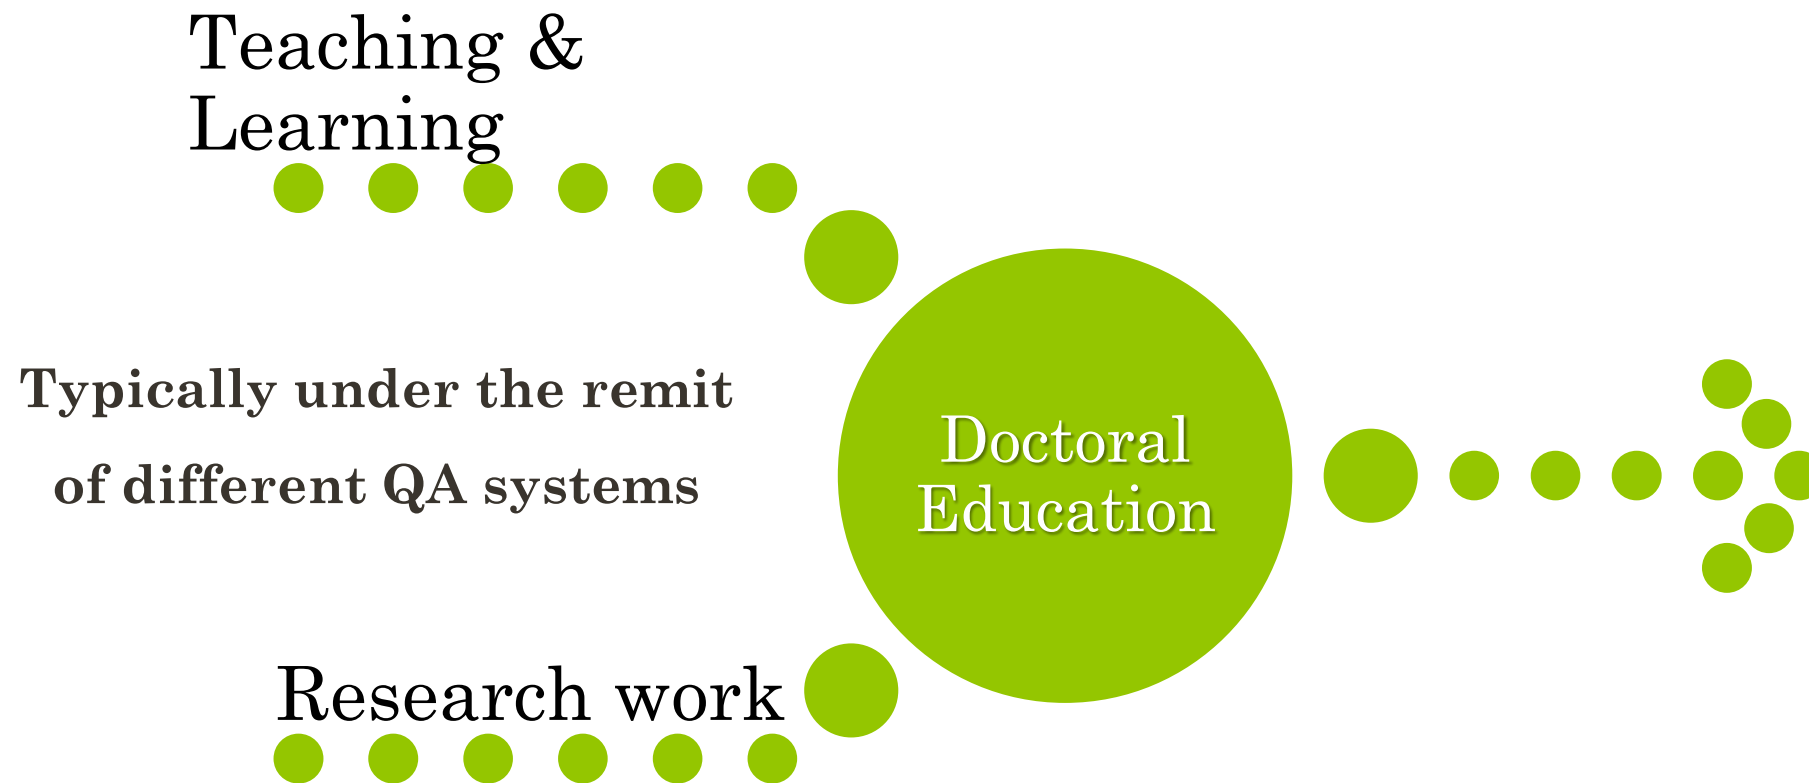 Teaching &
Learning
Typically under the remit
of different QA systems
Doctoral
Education
Research work